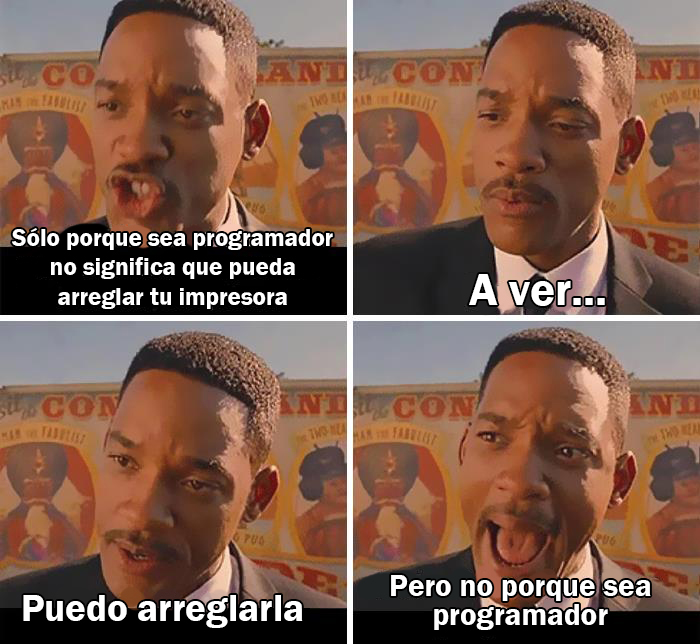 Sólo porque sea programador
no significa que pueda
arreglar tu impresora
A ver...
Puedo arreglarla
Pero no porque sea
programador